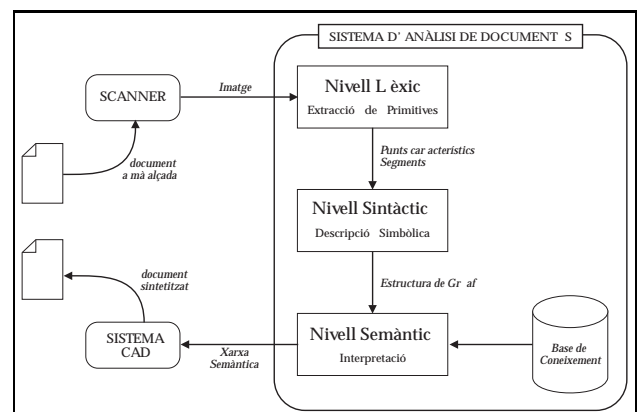 SISTEMA D' ANÀLISI DE DOCUMENT S
Nivell L èxic
Extracció de Primitives
Imatge
SCANNER
document
a mà alçada
Punts car acterístics
Segments
Nivell Sintàctic
Descripció Simbòlica
Estructura de Gr af
document
sintetitzat
SISTEMA
CAD
Xarxa
Semàntica
Nivell Semàntic
Interpretació
Base de
Coneixement